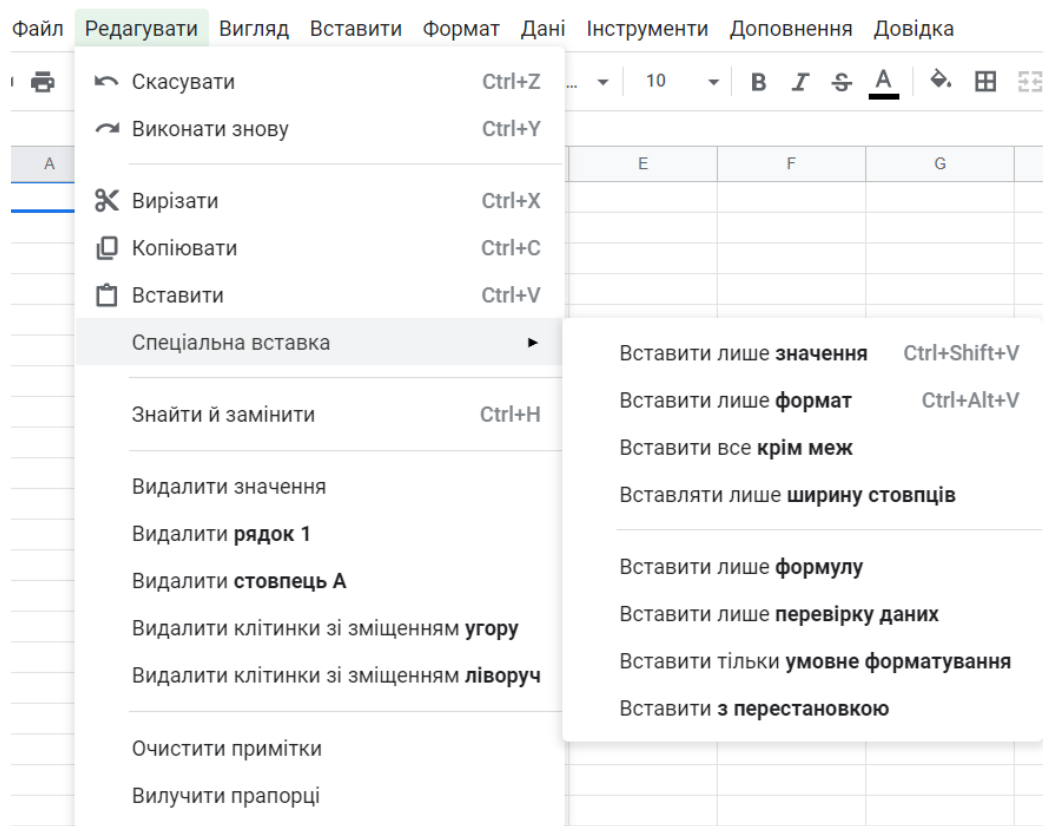 Файл Редагувати Вигляд Вставити Формат Дані Інструменти Доповнення Довідка
... 10 B I S A
A E F G
Скасувати Ctrl+Z
Виконати знову Ctrl+Y
Вирізати Ctrl+X
Копіювати Ctrl+C
Вставити Ctrl+V
Спеціальна вставка
Знайти й замінити Ctrl+H
Видалити значення
Видалити рядок 1
Видалити стовпець A
Видалити клітинки зі зміщенням угору
Видалити клітинки зі зміщенням ліворуч
Очистити примітки
Вилучити прапорці
Вставити лише значення Ctrl+Shift+V
Вставити лише формат Ctrl+Alt+V
Вставити все крім меж
Вставляти лише ширину стовпців
Вставити лише формулу
Вставити лише перевірку даних
Вставити тільки умовне форматування
Вставити з перестановкою